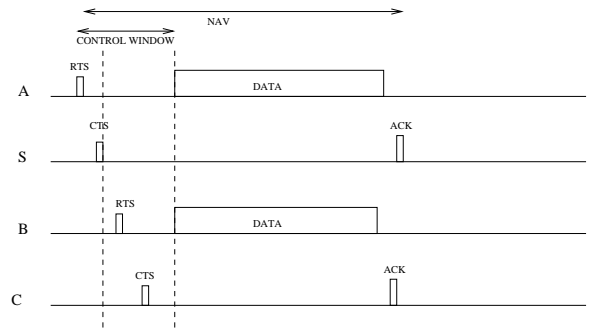 NAV
CONTROL WINDOW
RTS
A
DATA
CTS
ACK
S
RTS
B
DATA
CTS
ACK
C